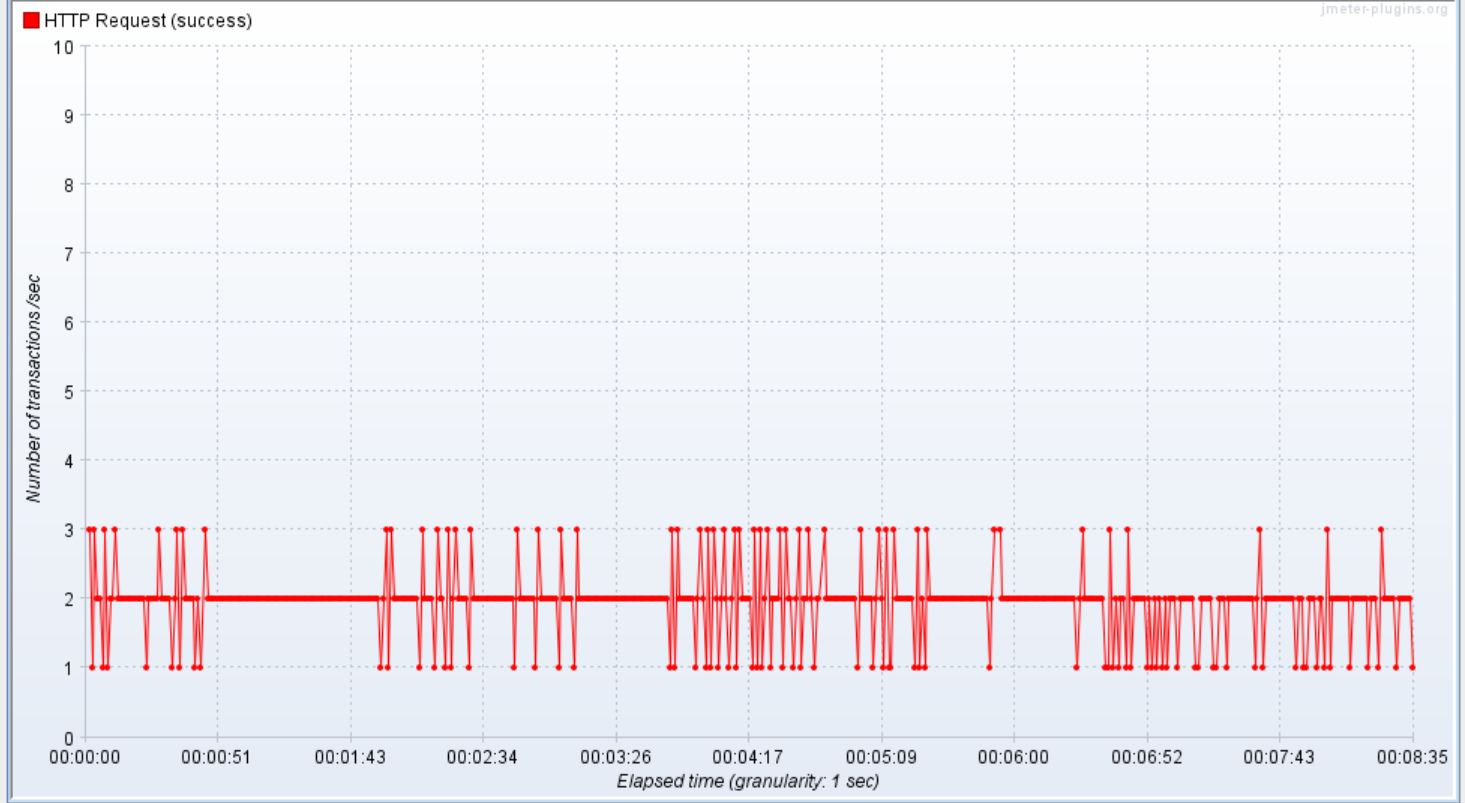 jmeter-plugins.org
HTTP Request (success)
10
9
8
7
6
5
4
3
2
1
0
Number of transactions /sec
00:00:00 00:00:51 00:01:43 00:02:34 00:03:26 00:04:17 00:05:09 00:06:00 00:06:52 00:07:43 00:08:35
Elapsed time (granularity: 1 sec)